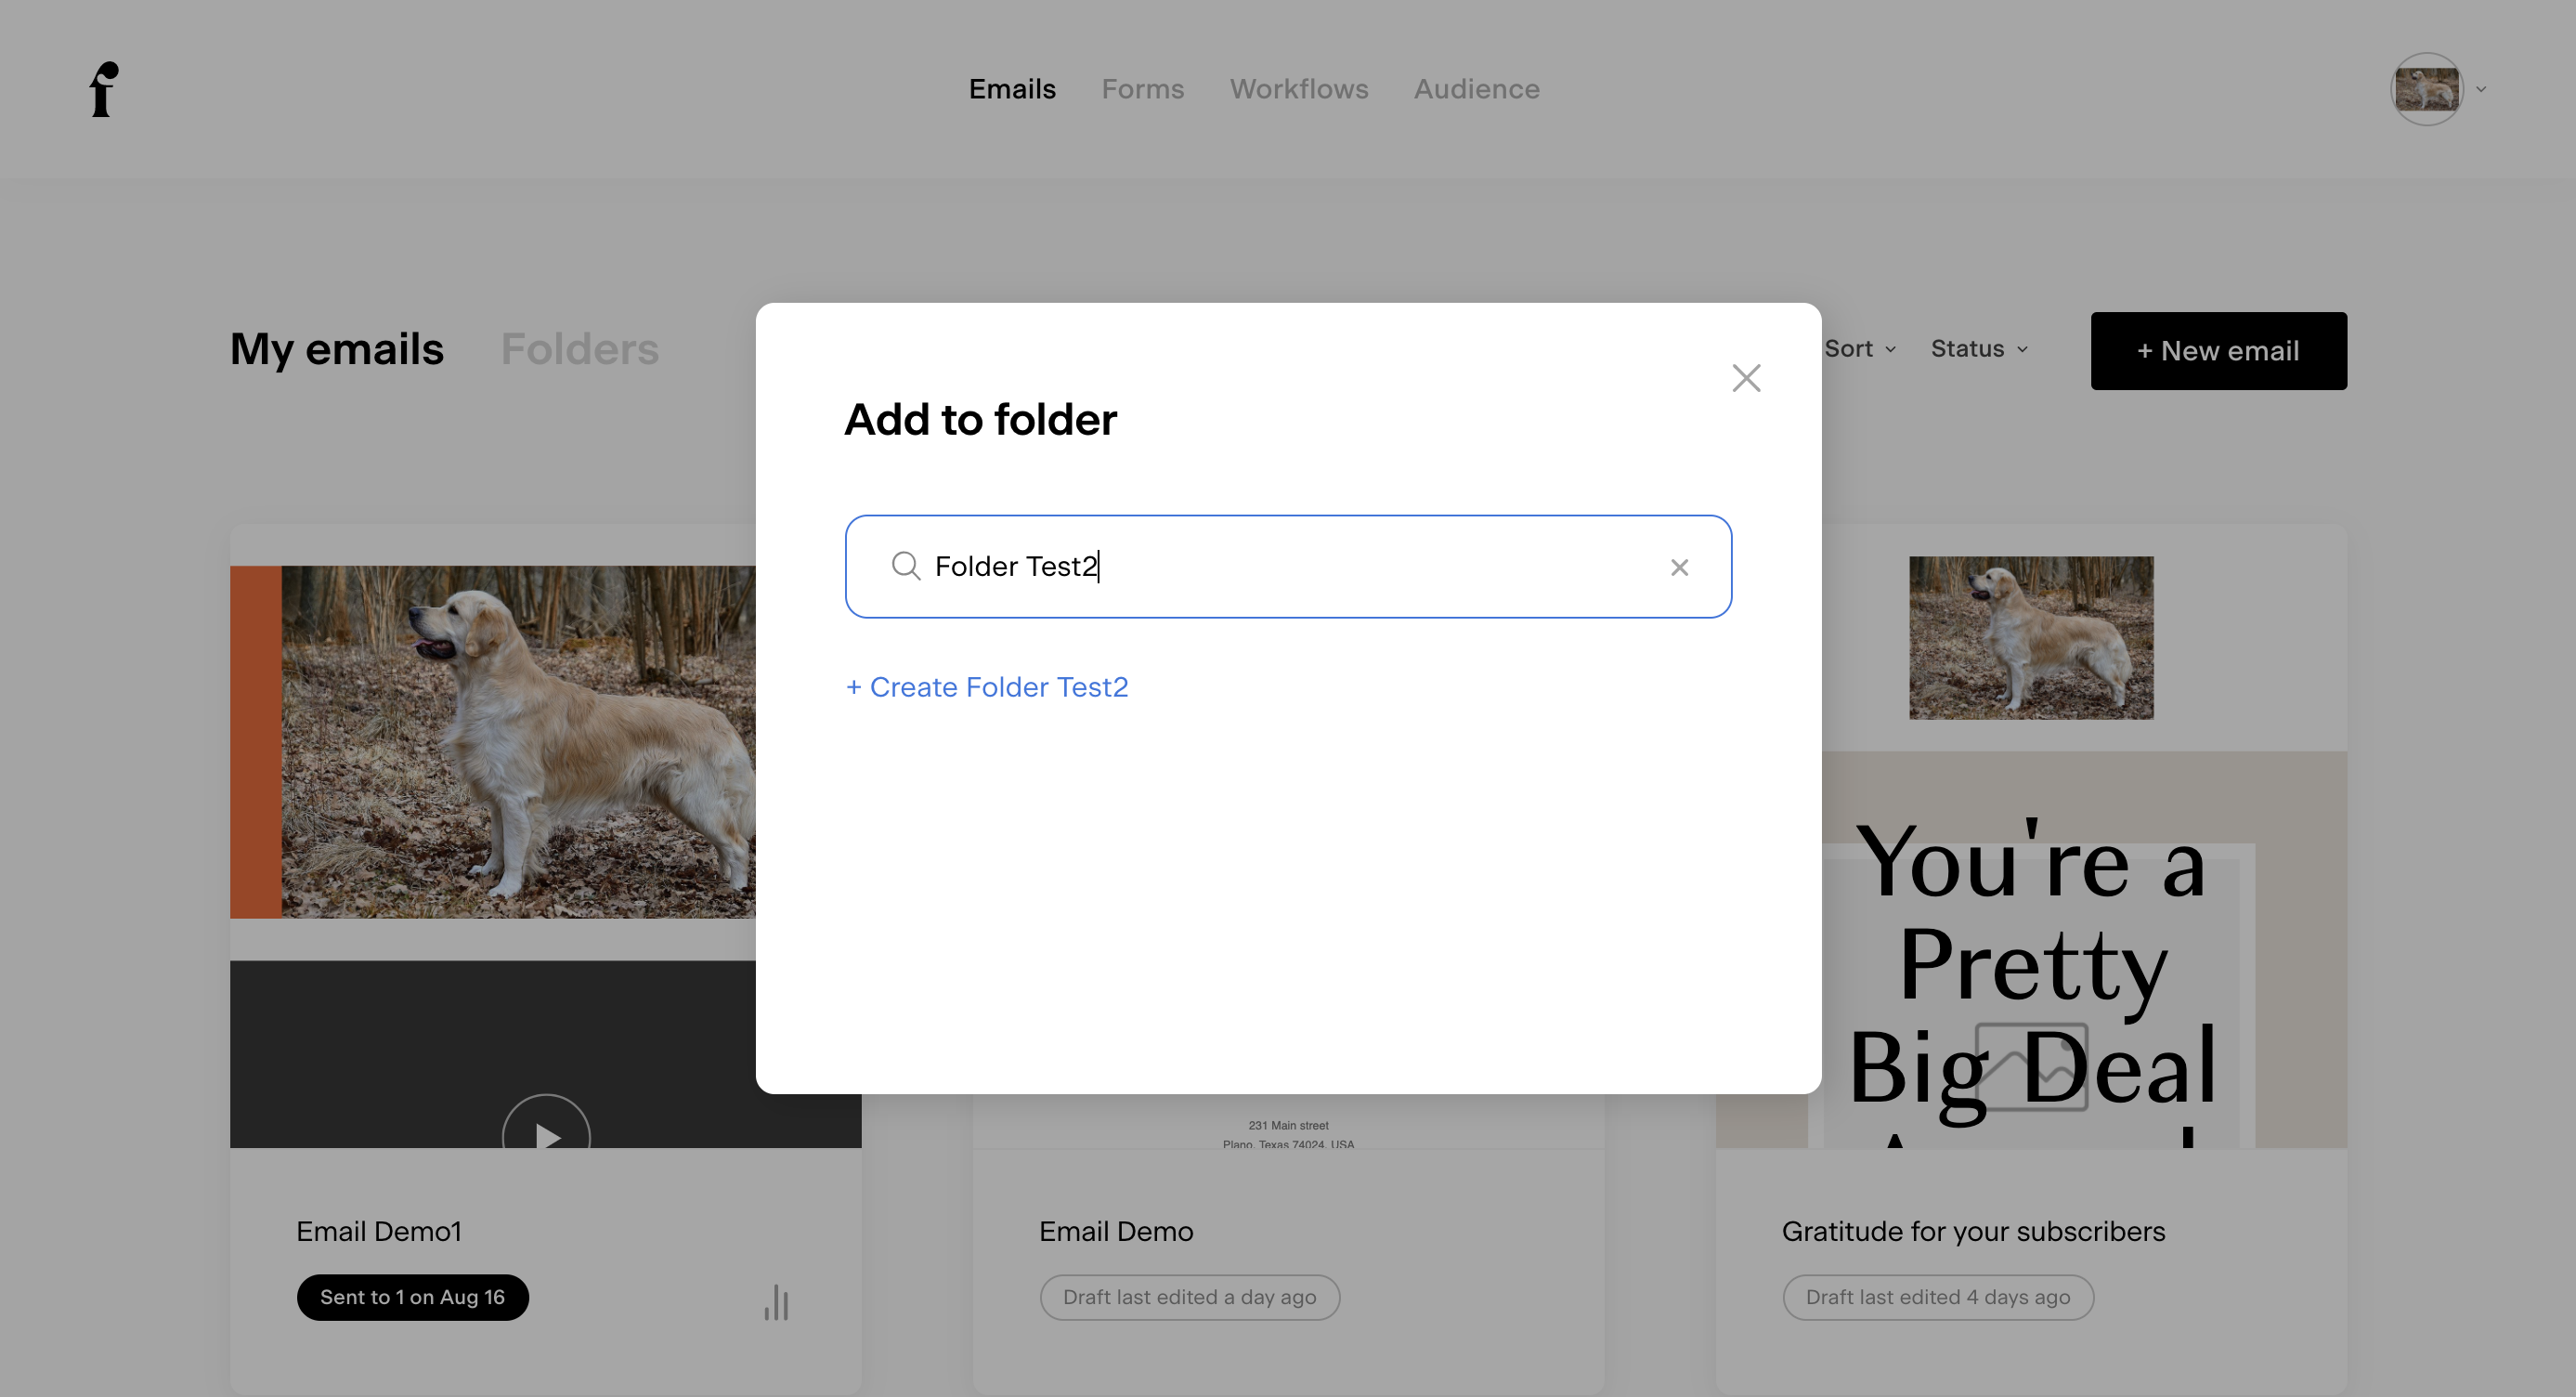 f
Emails Forms Workflows Audience
My emails Folders
Sort Status + New email
Add to folder
Folder Test2
+ Create Folder Test2
You're a
Pretty
Big Deal
231 Main street
Plano, Texas 74024, USA
Email Demo1
Sent to 1 on Aug 16
Email Demo
Draft last edited a day ago
Gratitude for your subscribers
Draft last edited 4 days ago